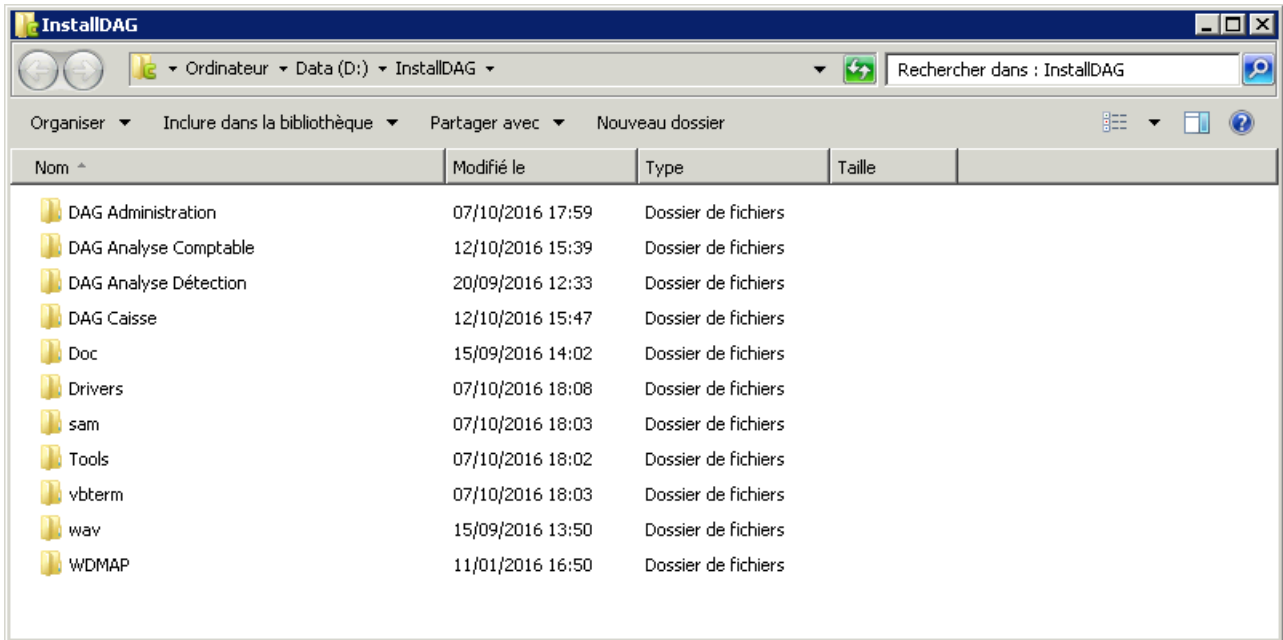 InstallDAG
Ordinateur Data (D:) InstallDAG Rechercher dans : InstallDAG
Organiser Inclure dans la bibliothèque Partager avec Nouveau dossier
Nom Modifié le Type Taille
DAG Administration 07/10/2016 17:59 Dossier de fichiers
DAG Analyse Comptable 12/10/2016 15:39 Dossier de fichiers
DAG Analyse Détection 20/09/2016 12:33 Dossier de fichiers
DAG Caisse 12/10/2016 15:47 Dossier de fichiers
Doc 15/09/2016 14:02 Dossier de fichiers
Drivers 07/10/2016 18:08 Dossier de fichiers
sam 07/10/2016 18:03 Dossier de fichiers
Tools 07/10/2016 18:02 Dossier de fichiers
vbterm 07/10/2016 18:03 Dossier de fichiers
wav 15/09/2016 13:50 Dossier de fichiers
WDMAP 11/01/2016 16:50 Dossier de fichiers